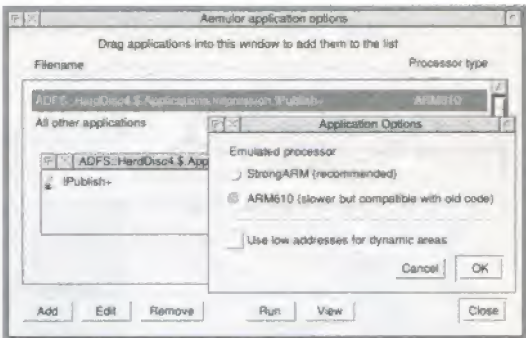 Aemulor application options
Drag applications into this window to add them to the list
Filename Processor type
ADFS::HardDisc4.$.Applications.Impression.!Publish+ ARM610
All other applications
Application Options
ADFS::HardDisc4.$.App
!Publish+
Emulated processor
StrongARM (recommended)
ARM610 (slower but compatible with old code)
Use low addresses for dynamic areas
Cancel OK
Add Edit Remove Run View Close